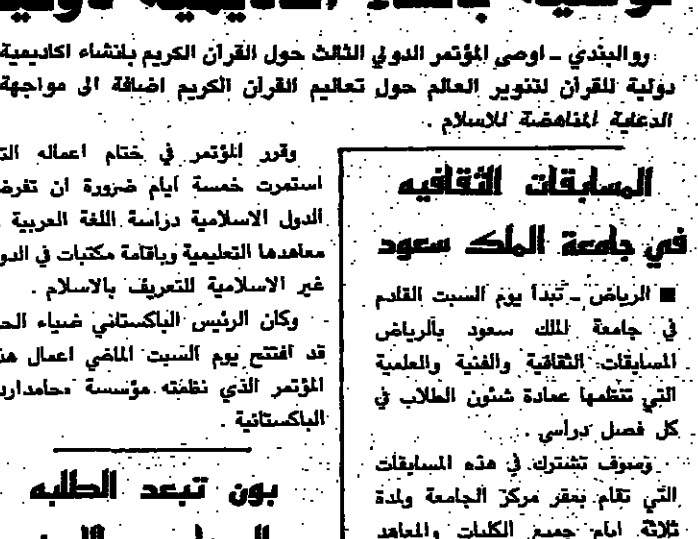 روالبندي - اوصى المؤتمر الدولي الثالث حول القرآن الكريم بانشاء اكاديمية
دولية للقرآن لتنوير العالم حول تعاليم القرآن الكريم اضافة الى مواجهة
الدعاية المناهضة للاسلام .
وقرر المؤتمر في ختام اعماله
استمرت خمسة ايام ضرورة ان
الدول الاسلامية دراسة اللغة العربية
معاهدها التعليمية وباقامة مكتبات في
غير الاسلامية للتعريف بالاسلام .
وكان الرئيس الباكستاني ضياء
قد افتتح يوم السبت الماضي اعمال
المؤتمر الذي نظمته مؤسسة
الباكستانية .
بون تبعد الطلبه
المسابقات الثقافيه
في جامعة الملك سعود
■ الرياض - تبدأ يوم السبت القادم
في جامعة الملك سعود بالرياض
المسابقات الثقافية والفنية والعلمية
التي تنظمها عمادة شئون الطلاب في
كل فصل دراسي .
وسوف تشترك في هذه المسابقات
التي تقام بمقر مركز الجامعة ولمدة
ثلاثة ايام جميع الكليات والمعاهد